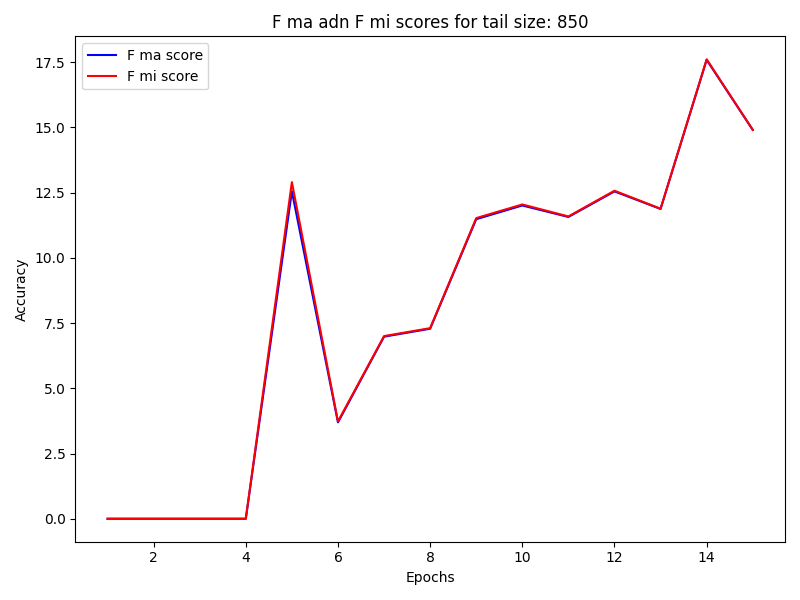 F ma adn F mi scores for tail size: 850
F ma score
F mi score
17.5
15.0
12.5
10.0
7.5
5.0
2.5
0.0
Accuracy
2 4 6 8 10 12 14
Epochs